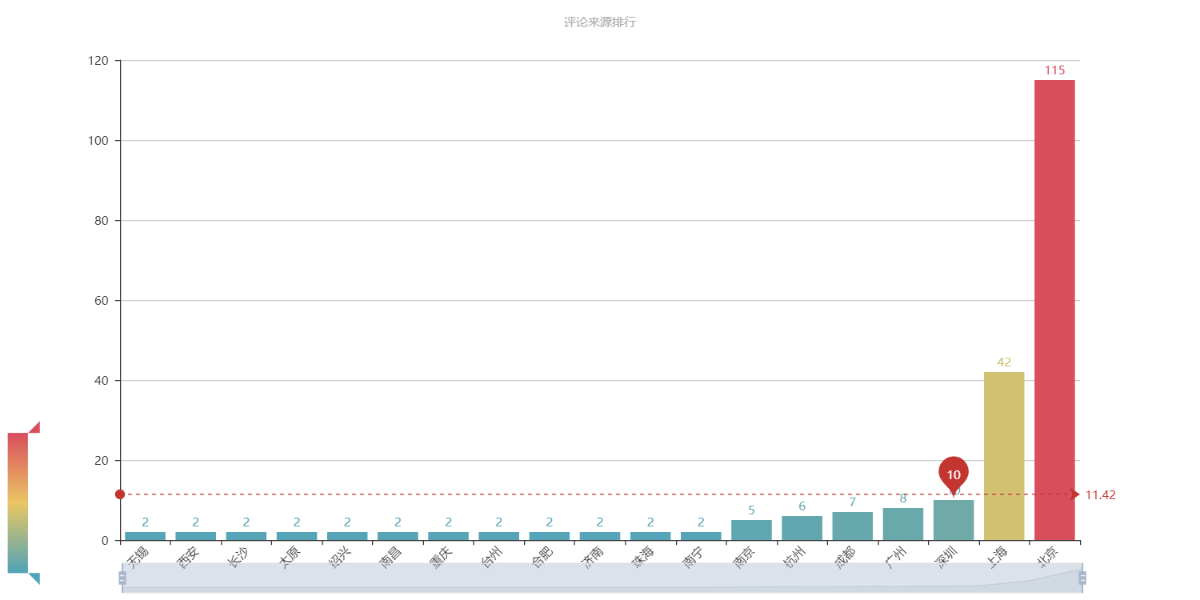 评论来源排行
120
100
80
60
40
20
0
115
42
10
10
8
7
6
5
2
2
2
2
2
2
2
2
2
2
2
2
11.42
无锡
西安
长沙
太原
绍兴
南昌
重庆
台州
合肥
济南
珠海
南宁
南京
杭州
成都
广州
深圳
上海
北京